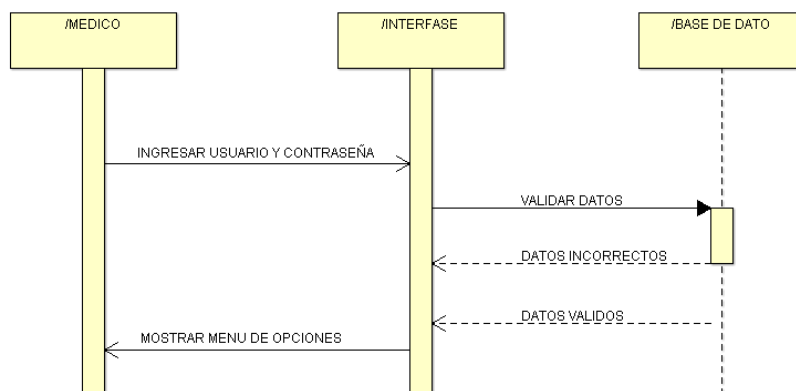 /MEDICO
/INTERFASE
/BASE DE DATO
INGRESAR USUARIO Y CONTRASEÑA
VALIDAR DATOS
DATOS INCORRECTOS
DATOS VALIDOS
MOSTRAR MENU DE OPCIONES